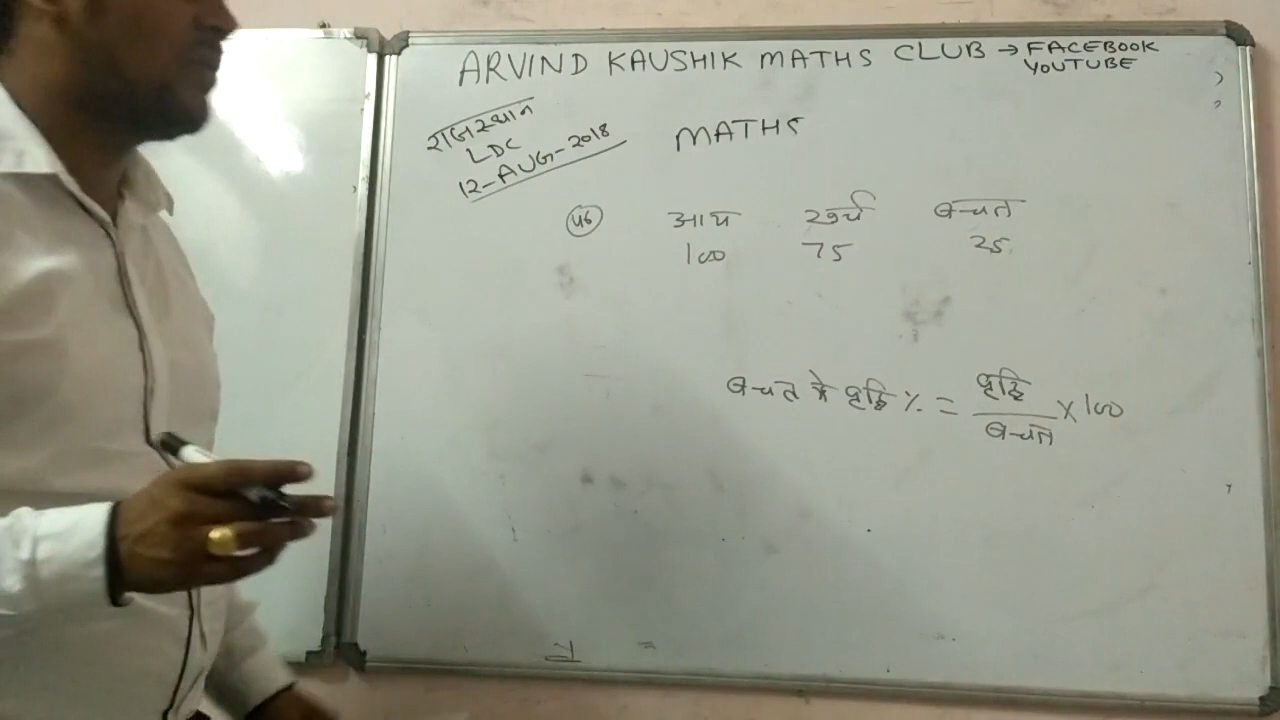 ARVIND KAUSHIK MATHS CLUB → FACEBOOK
YOUTUBE
राजस्थान
LDC
12-AUG-2018
MATHS
46 आय खर्च बचत
100 75 25
बचत में वृद्धि % = वृद्धि / बचत × 100